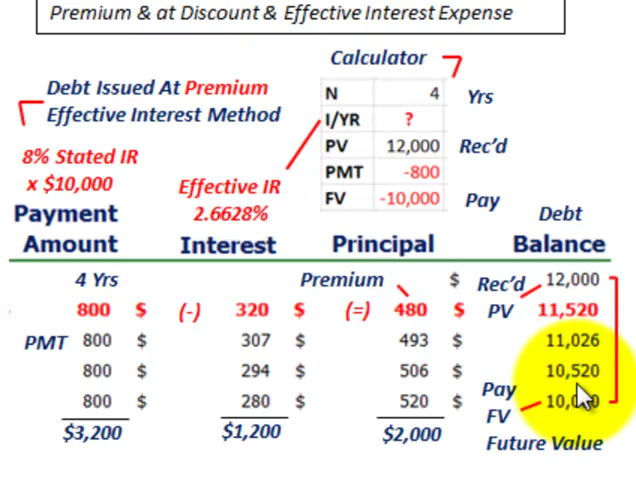 Premium & at Discount & Effective Interest Expense
Calculator
Debt Issued At Premium
Effective Interest Method
N 4 Yrs
I/YR ?
PV 12,000 Rec'd
PMT -800
FV -10,000 Pay
8% Stated IR
x $10,000
Effective IR
2.6628%
Payment
Amount
Interest
Principal
Debt
Balance
4 Yrs Premium $ Rec'd 12,000
800 $ (-) 320 $ (=) 480 $ PV 11,520
PMT 800 $ 307 $ 493 $ 11,026
800 $ 294 $ 506 $ 10,520
800 $ 280 $ 520 $ Pay
FV
$3,200 $1,200 $2,000
Future Value